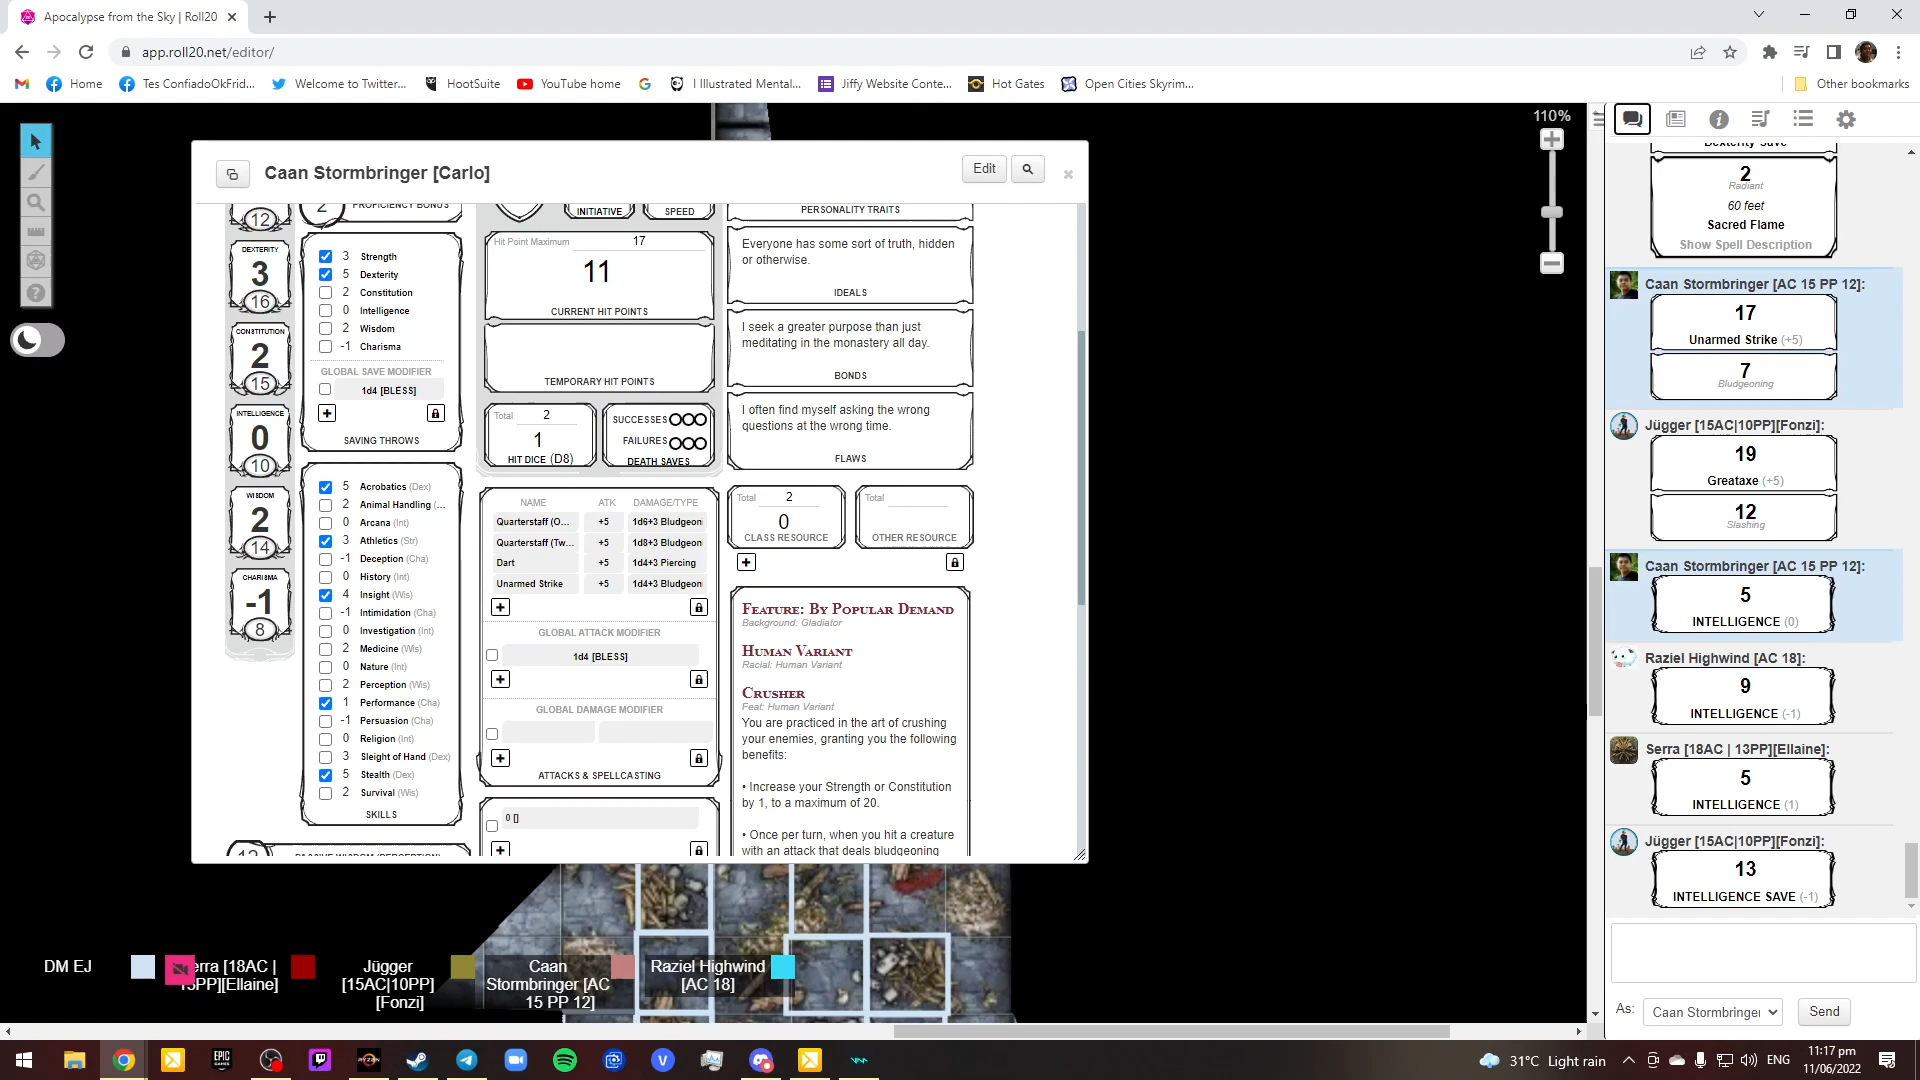 Apocalypse from the Sky | Roll20
app.roll20.net/editor/
Home
Tes ConfiadoOkFrid...
Welcome to Twitter...
HootSuite
YouTube home
I Illustrated Mental...
Jiffy Website Conte...
Hot Gates
Open Cities Skyrim...
Other bookmarks
110%
Caan Stormbringer [Carlo]
Edit
12
DEXTERITY
3
16
CONSTITUTION
2
15
INTELLIGENCE
0
10
WISDOM
2
14
CHARISMA
-1
8
2
PROFICIENCY BONUS
3 Strength
5 Dexterity
2 Constitution
0 Intelligence
2 Wisdom
-1 Charisma
GLOBAL SAVE MODIFIER
1d4 [BLESS]
SAVING THROWS
5 Acrobatics (Dex)
2 Animal Handling (...
0 Arcana (Int)
3 Athletics (Str)
-1 Deception (Cha)
0 History (Int)
4 Insight (Wis)
-1 Intimidation (Cha)
0 Investigation (Int)
2 Medicine (Wis)
0 Nature (Int)
2 Perception (Wis)
1 Performance (Cha)
-1 Persuasion (Cha)
0 Religion (Int)
3 Sleight of Hand (Dex)
5 Stealth (Dex)
2 Survival (Wis)
SKILLS
12
PASSIVE WISDOM (PERCEPTION)
INITIATIVE
SPEED
Hit Point Maximum 17
11
CURRENT HIT POINTS
TEMPORARY HIT POINTS
Total 2
1
HIT DICE (D8)
SUCCESSES
FAILURES
DEATH SAVES
NAME ATK DAMAGE/TYPE
Quarterstaff (O... +5 1d6+3 Bludgeon
Quarterstaff (Tw... +5 1d8+3 Bludgeon
Dart +5 1d4+3 Piercing
Unarmed Strike +5 1d4+3 Bludgeon
GLOBAL ATTACK MODIFIER
1d4 [BLESS]
GLOBAL DAMAGE MODIFIER
ATTACKS & SPELLCASTING
0 []
PERSONALITY TRAITS
Everyone has some sort of truth, hidden
or otherwise.
IDEALS
I seek a greater purpose than just
meditating in the monastery all day.
BONDS
I often find myself asking the wrong
questions at the wrong time.
FLAWS
Total 2
0
CLASS RESOURCE
Total
OTHER RESOURCE
FEATURE: BY POPULAR DEMAND
Background: Gladiator
HUMAN VARIANT
Racial: Human Variant
CRUSHER
Feat: Human Variant
You are practiced in the art of crushing
your enemies, granting you the following
benefits:
• Increase your Strength or Constitution
by 1, to a maximum of 20.
• Once per turn, when you hit a creature
with an attack that deals bludgeoning
Dexterity Save
2
Radiant
60 feet
Sacred Flame
Show Spell Description
Caan Stormbringer [AC 15 PP 12]:
17
Unarmed Strike (+5)
7
Bludgeoning
Jügger [15AC|10PP][Fonzi]:
19
Greataxe (+5)
12
Slashing
Caan Stormbringer [AC 15 PP 12]:
5
INTELLIGENCE (0)
Raziel Highwind [AC 18]:
9
INTELLIGENCE (-1)
Serra [18AC | 13PP][Ellaine]:
5
INTELLIGENCE (1)
Jügger [15AC|10PP][Fonzi]:
13
INTELLIGENCE SAVE (-1)
As: Caan Stormbringer
Send
DM EJ
erra [18AC |
13PP][Ellaine]
Jügger
[15AC|10PP]
[Fonzi]
Caan
Stormbringer [AC
15 PP 12]
Raziel Highwind
[AC 18]
EPIC
GAMES
RYZEN
V
31°C Light rain
ENG
11:17 pm
11/06/2022